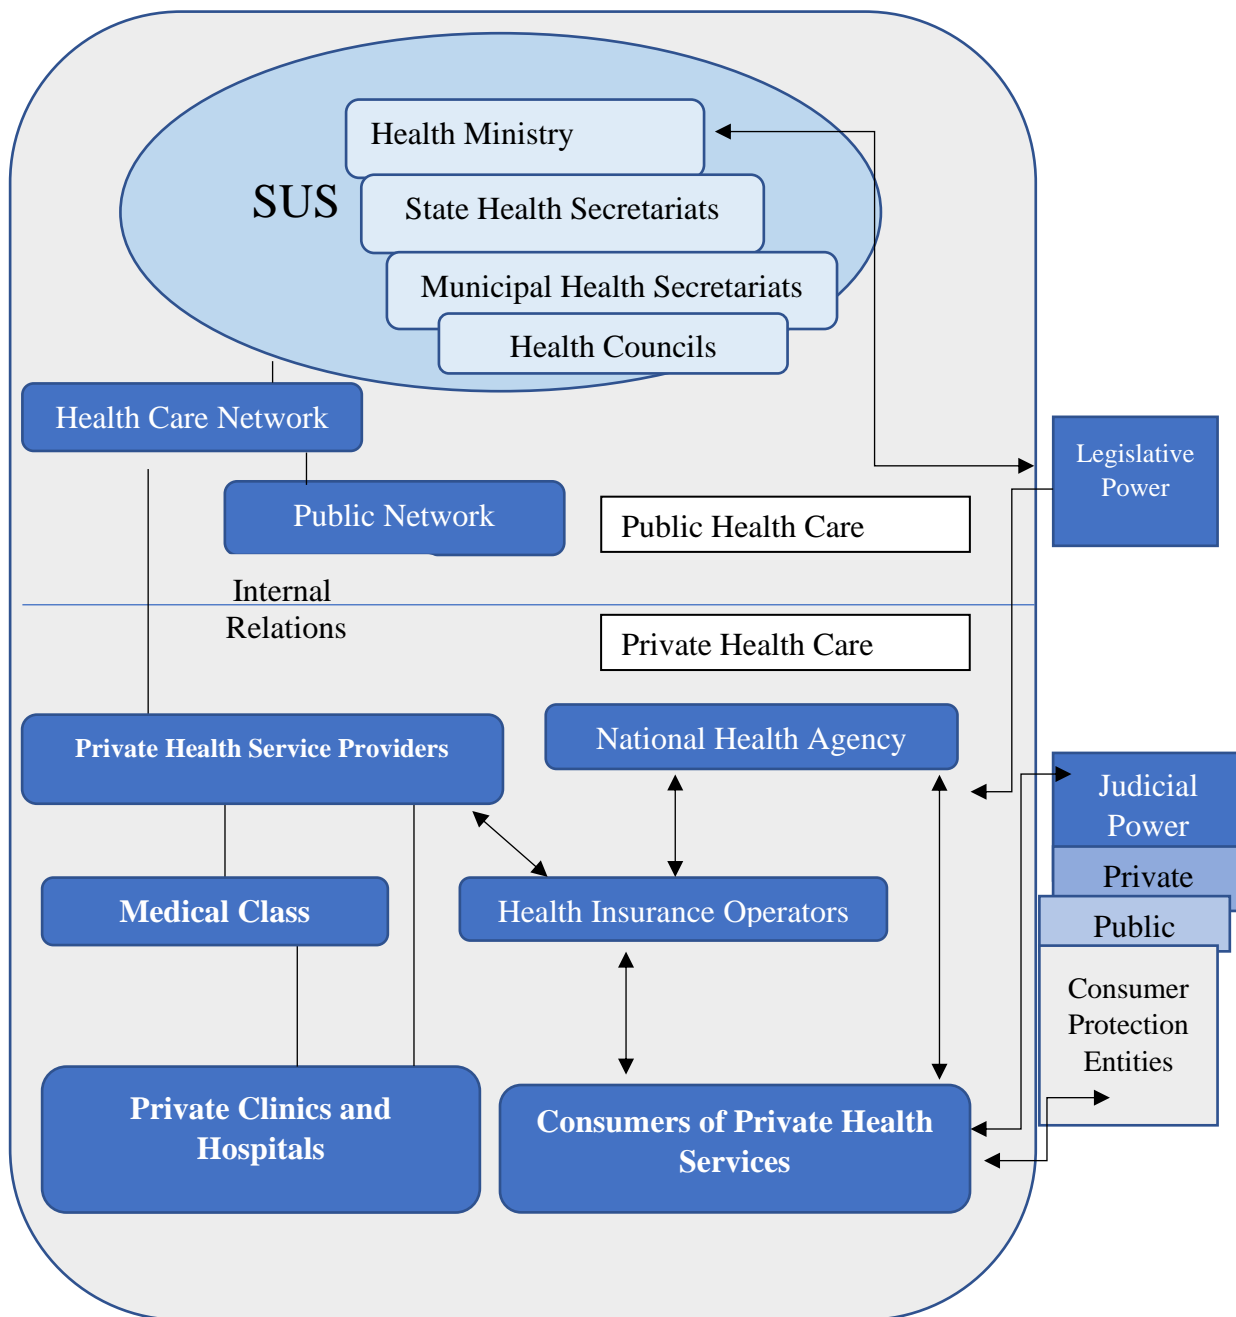 Health Ministry
SUS
State Health Secretariats
Municipal Health Secretariats
Health Councils
Health Care Network
Legislative
Power
Public Network
Public Health Care
Internal
Relations
Private Health Care
Private Health Service Providers
National Health Agency
Judicial
Power
Private
Medical Class
Health Insurance Operators
Public
Consumer
Protection
Entities
Private Clinics and
Hospitals
Consumers of Private Health
Services